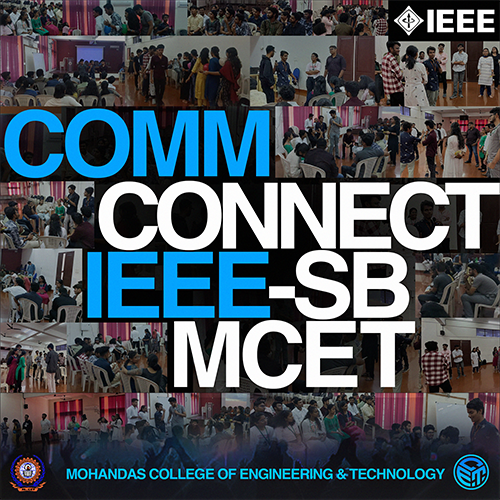 IEEE
COMM
CONNECT
IEEE-SB
MCET
MOHANDAS COLLEGE OF ENGINEERING & TECHNOLOGY